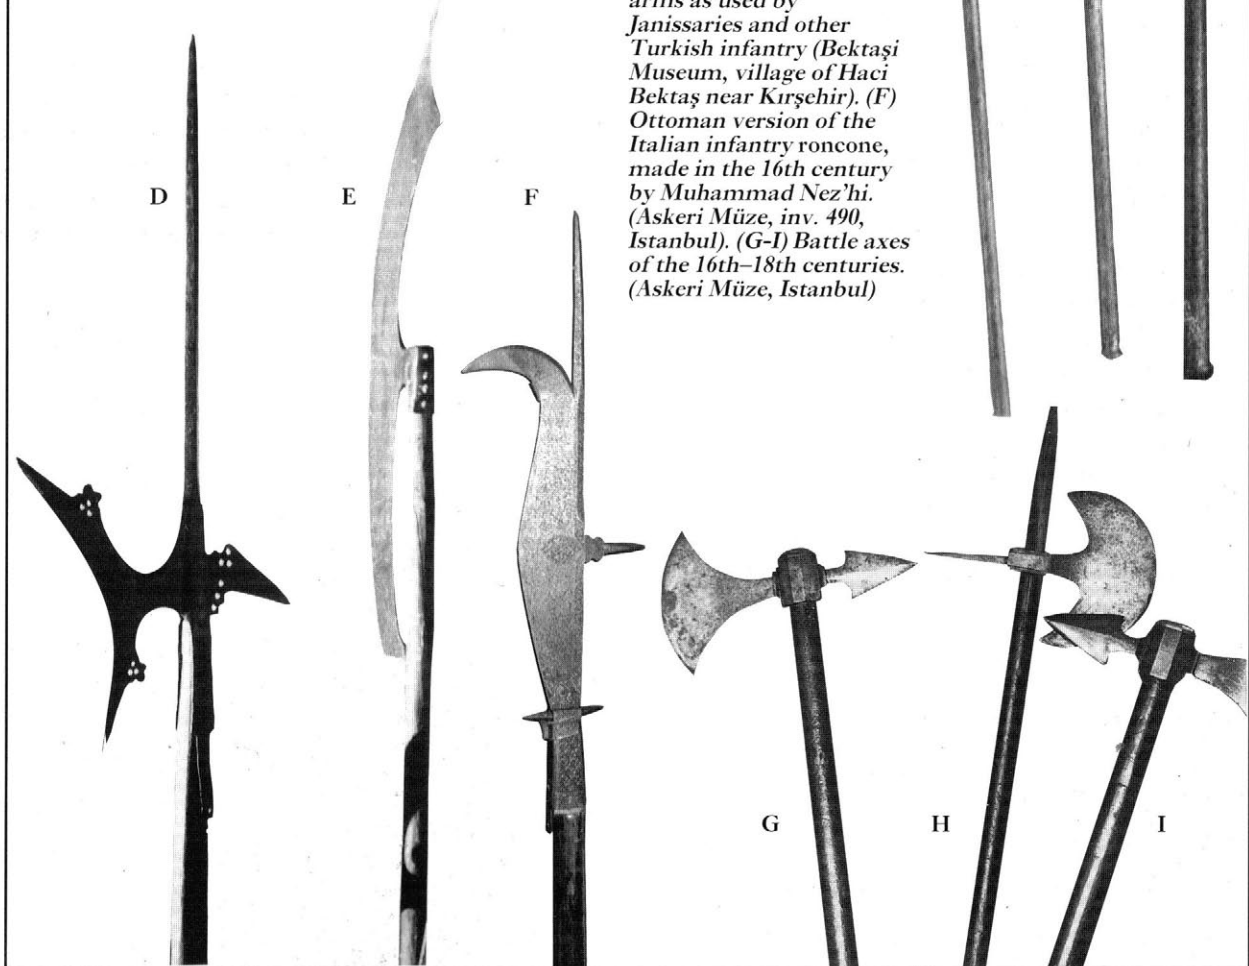 arms as used by
Janissaries and other
Turkish infantry (Bektaşi
Museum, village of Haci
Bektaş near Kırşehir). (F)
Ottoman version of the
Italian infantry roncone,
made in the 16th century
by Muhammad Nez'hi.
(Askeri Müze, inv. 490,
Istanbul). (G-I) Battle axes
of the 16th–18th centuries.
(Askeri Müze, Istanbul)
D
E
F
G
H
I